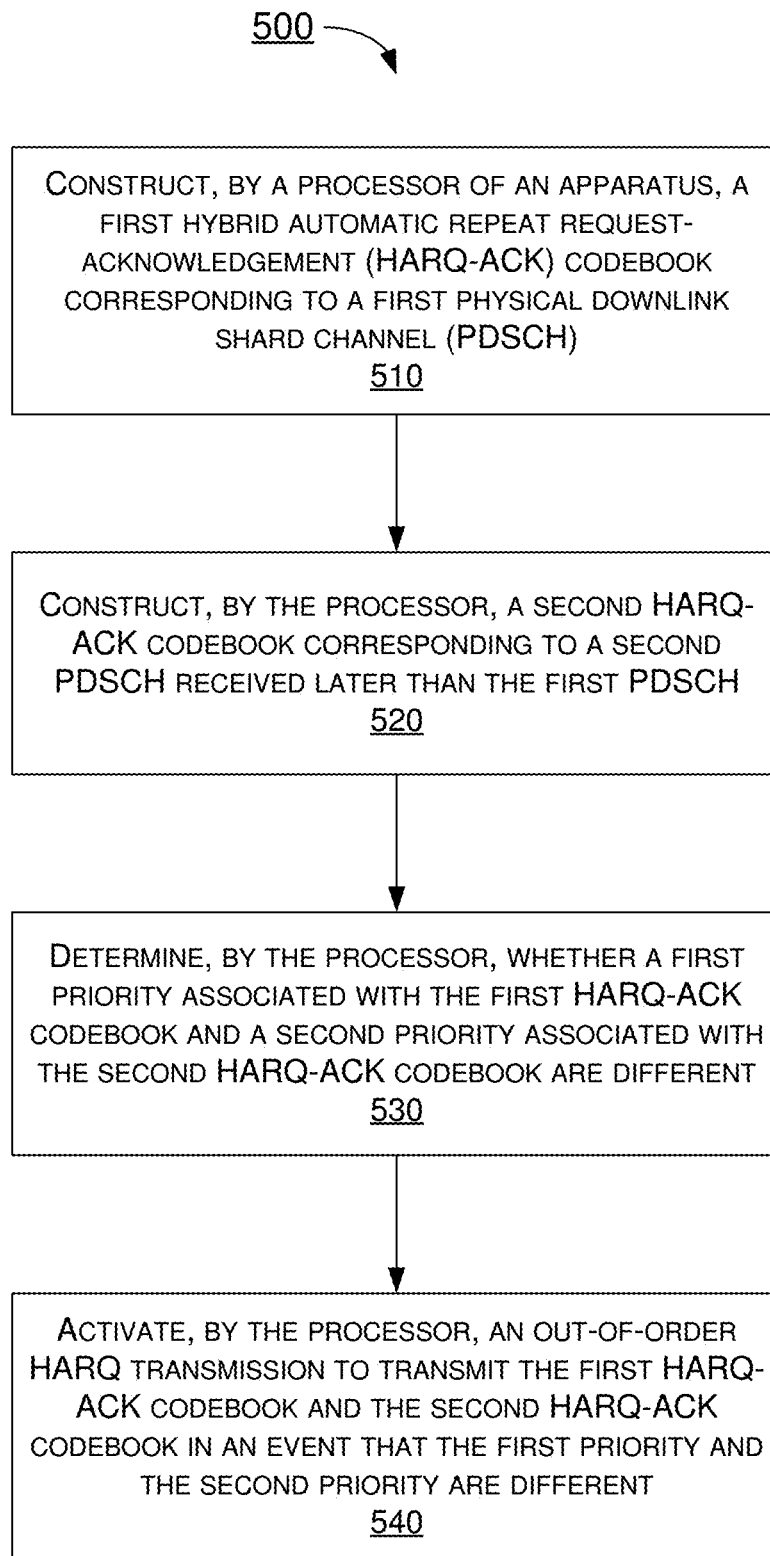 500
CONSTRUCT, BY A PROCESSOR OF AN APPARATUS, A
FIRST HYBRID AUTOMATIC REPEAT REQUEST-
ACKNOWLEDGEMENT (HARQ-ACK) CODEBOOK
CORRESPONDING TO A FIRST PHYSICAL DOWNLINK
SHARD CHANNEL (PDSCH)
510
CONSTRUCT, BY THE PROCESSOR, A SECOND HARQ-
ACK CODEBOOK CORRESPONDING TO A SECOND
PDSCH RECEIVED LATER THAN THE FIRST PDSCH
520
DETERMINE, BY THE PROCESSOR, WHETHER A FIRST
PRIORITY ASSOCIATED WITH THE FIRST HARQ-ACK
CODEBOOK AND A SECOND PRIORITY ASSOCIATED WITH
THE SECOND HARQ-ACK CODEBOOK ARE DIFFERENT
530
ACTIVATE, BY THE PROCESSOR, AN OUT-OF-ORDER
HARQ TRANSMISSION TO TRANSMIT THE FIRST HARQ-
ACK CODEBOOK AND THE SECOND HARQ-ACK
CODEBOOK IN AN EVENT THAT THE FIRST PRIORITY AND
THE SECOND PRIORITY ARE DIFFERENT
540